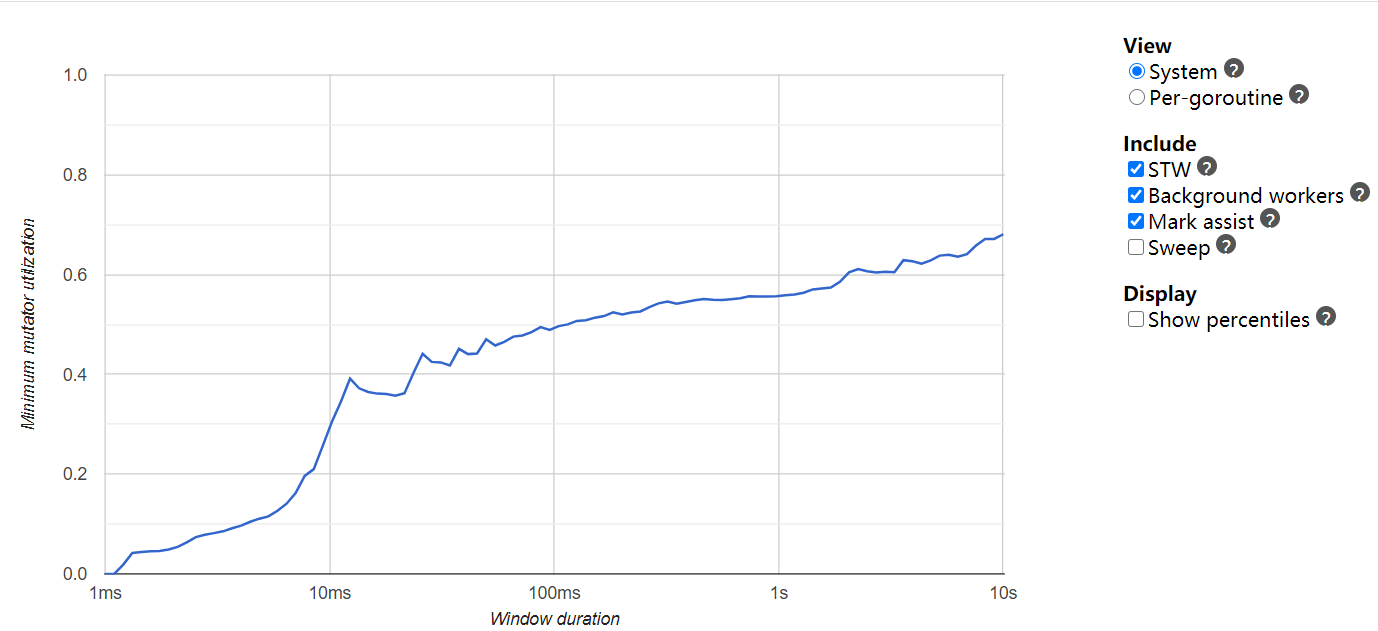 View
System ?
Per-goroutine ?
Include
STW ?
Background workers ?
Mark assist ?
Sweep ?
Display
Show percentiles ?
Minimum mutator utilization
1.0
0.8
0.6
0.4
0.2
0.0
1ms 10ms 100ms 1s 10s
Window duration